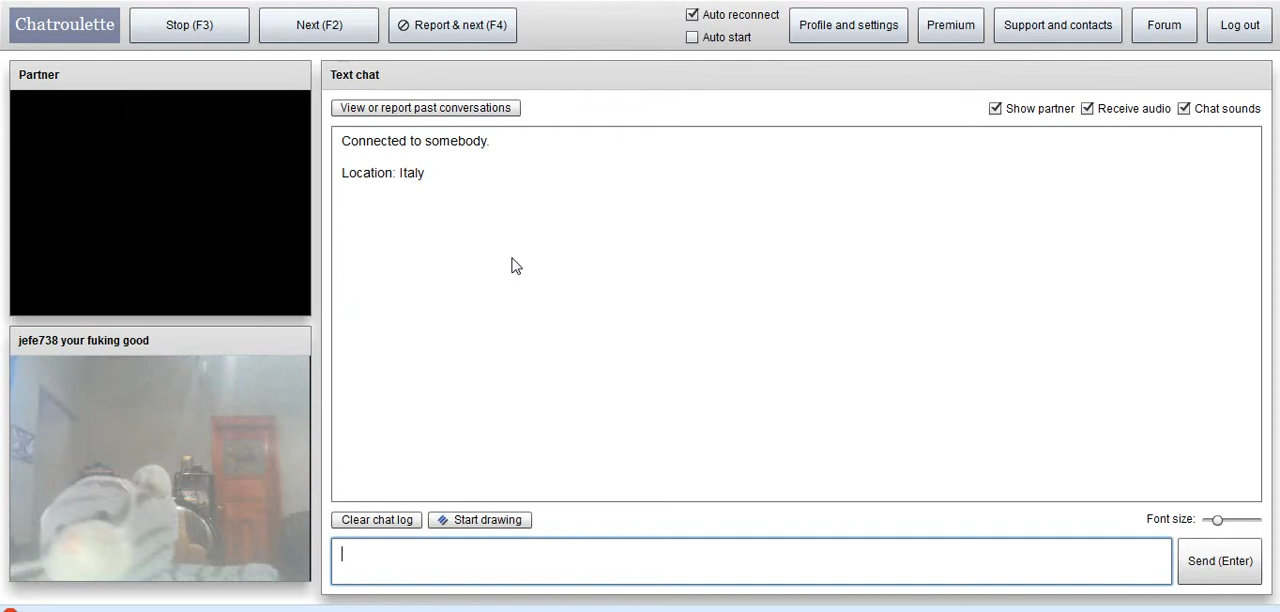 Chatroulette
Stop (F3)
Next (F2)
Report & next (F4)
Auto reconnect
Auto start
Profile and settings
Premium
Support and contacts
Forum
Log out
Partner
Text chat
View or report past conversations
Show partner
Receive audio
Chat sounds
Connected to somebody.
Location: Italy
jefe738 your fuking good
Clear chat log
Start drawing
Font size:
Send (Enter)